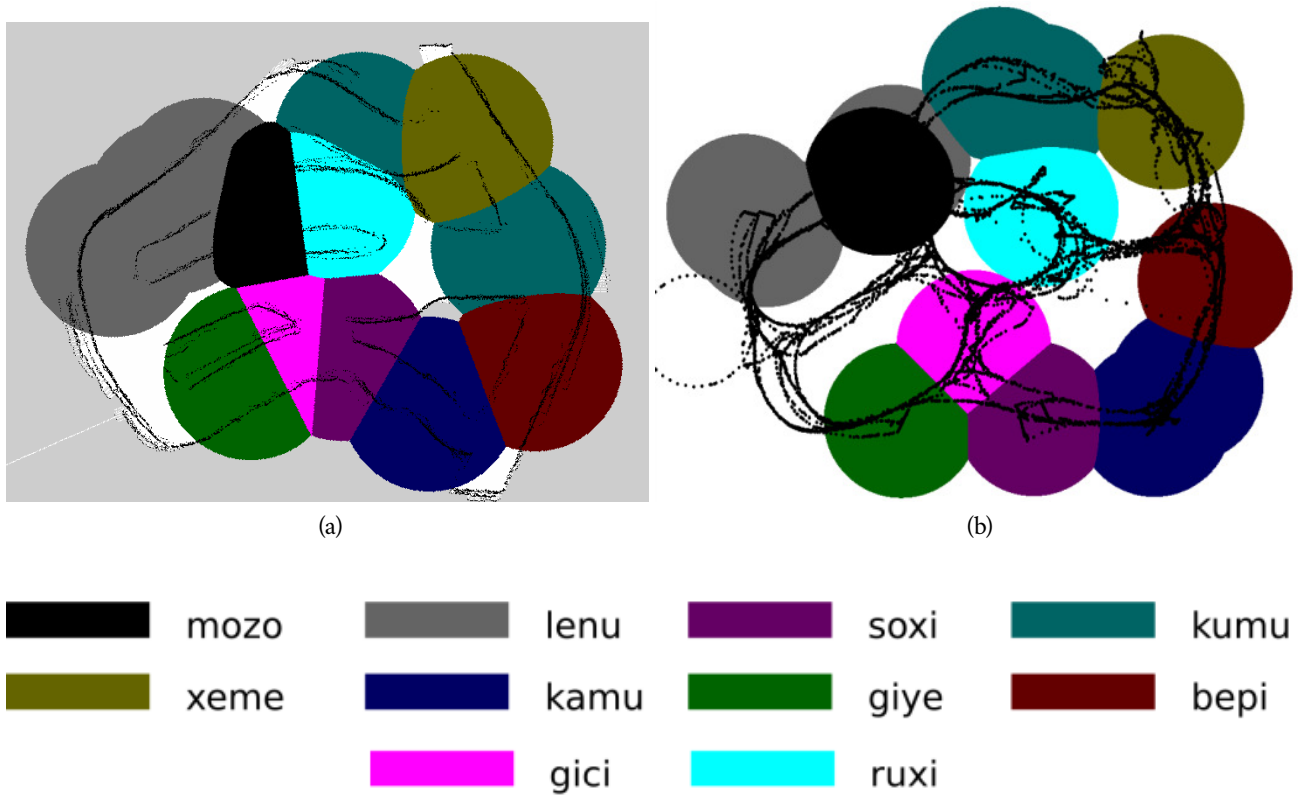 (a) (b)
mozo lenu soxi kumu
xeme kamu giye bepi
gici ruxi